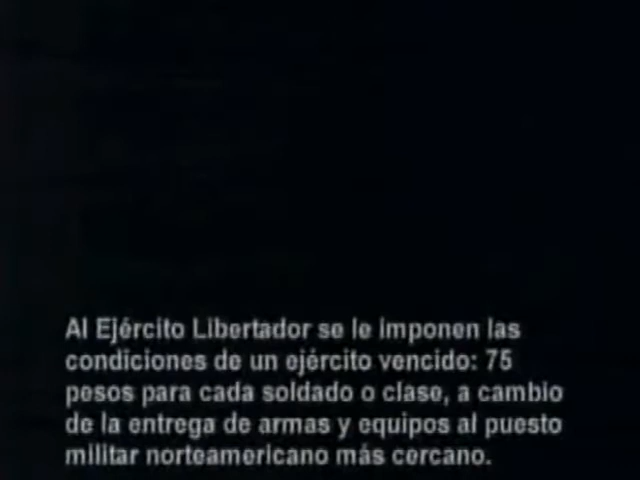 Al Ejército Libertador se le imponen las
condiciones de un ejército vencido: 75
pesos para cada soldado o clase, a cambio
de la entrega de armas y equipos al puesto
militar norteamericano más cercano.